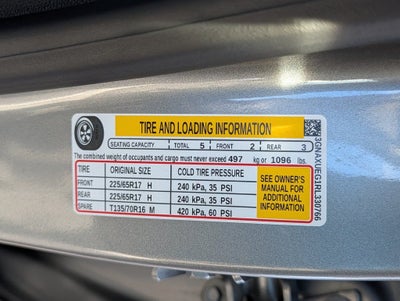 TIRE AND LOADING INFORMATION
SEATING CAPACITY TOTAL 5 FRONT 2 REAR 3
The combined weight of occupants and cargo must never exceed 497 kg or 1096 lbs.
TIRE ORIGINAL SIZE COLD TIRE PRESSURE
FRONT 225/65R17 H 240 kPa, 35 PSI
REAR 225/65R17 H 240 kPa, 35 PSI
SPARE T135/70R16 M 420 kPa, 60 PSI
SEE OWNER'S
MANUAL FOR
ADDITIONAL
INFORMATION
3GNAXUEG1RL330766